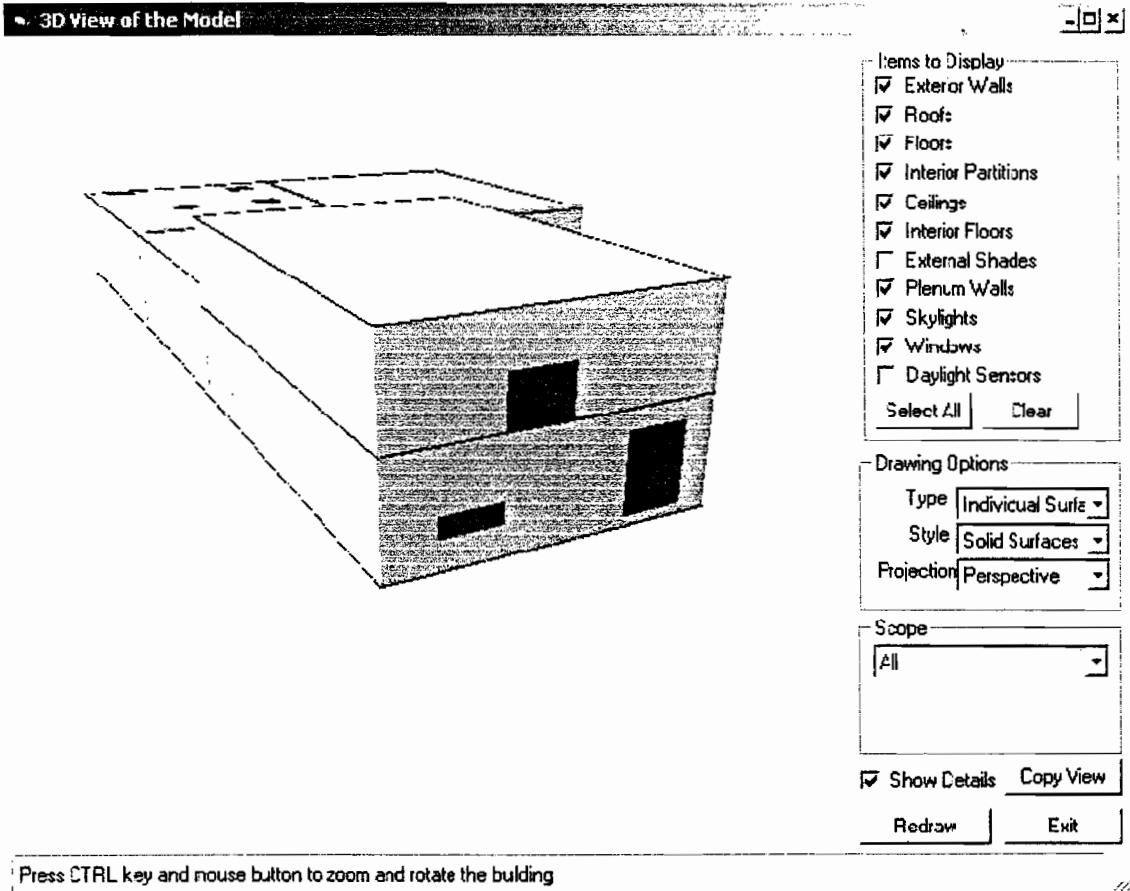 3D View of the Model
Items to Display
Exterior Walls
Roofs
Floors
Interior Partitions
Ceilings
Interior Floors
External Shades
Plenum Walls
Skylights
Windows
Daylight Sensors
Select All Clear
Drawing Options
Type Individual Surfa
Style Solid Surfaces
Projection Perspective
Scope
All
Show Details Copy View
Redraw Exit
Press CTRL key and mouse button to zoom and rotate the bulding